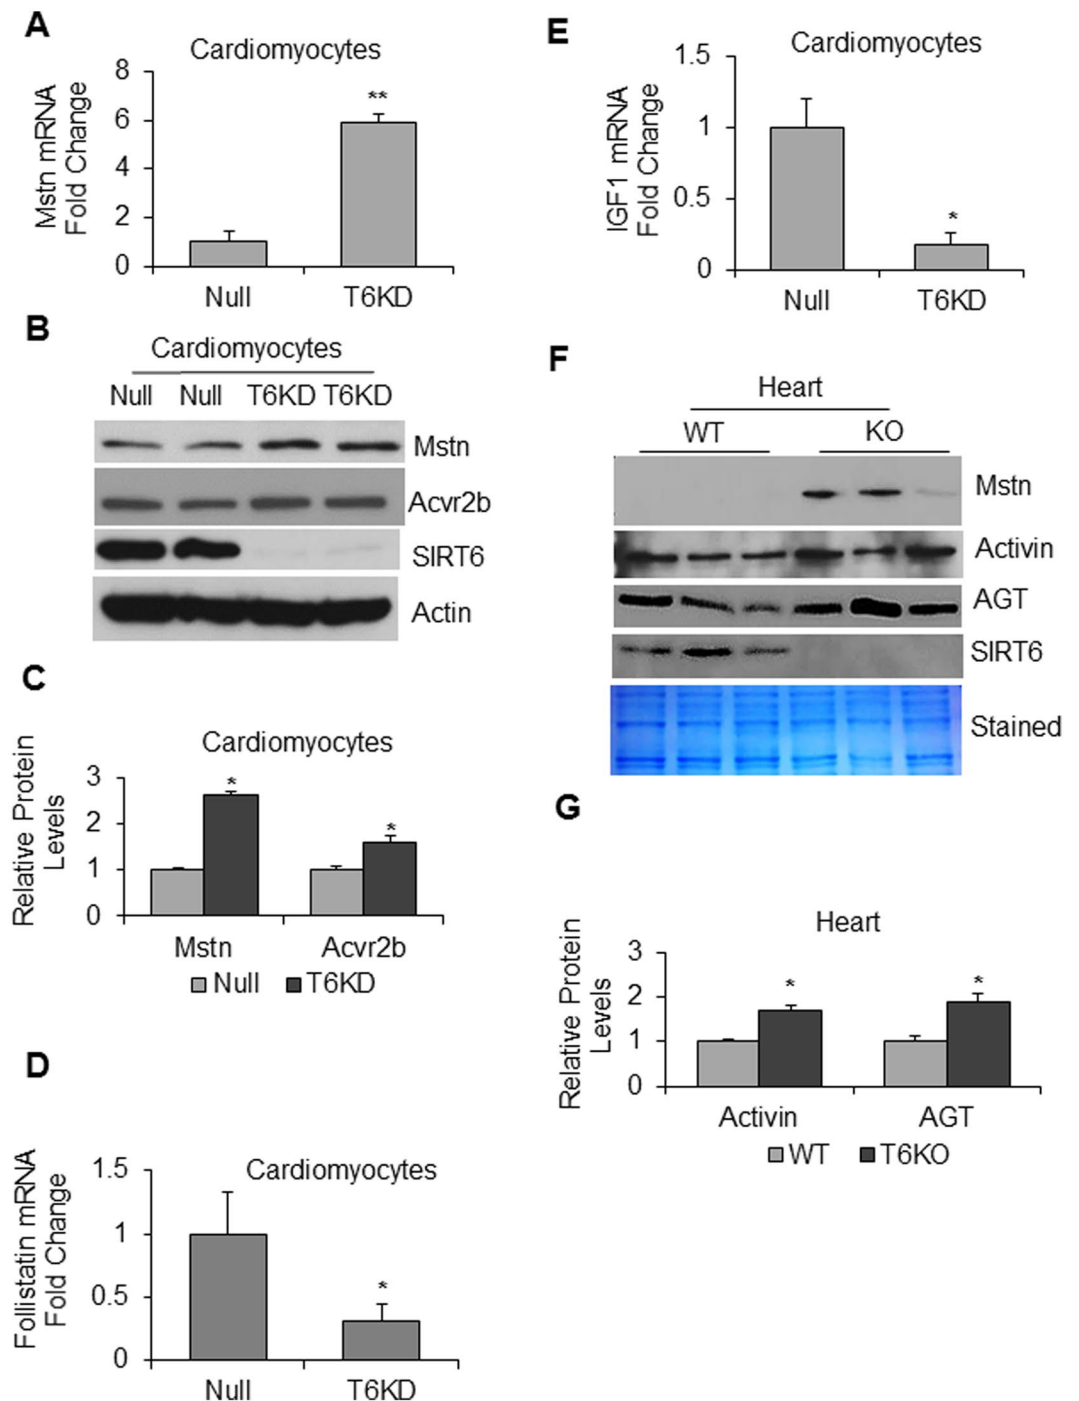 A
Cardiomyocytes
Mstn mRNA
Fold Change
8
6
4
2
0
**
Null T6KD
B
Cardiomyocytes
Null Null T6KD T6KD
Mstn
Acvr2b
SIRT6
Actin
C
Cardiomyocytes
Relative Protein
Levels
3
2
1
0
*
*
Mstn Acvr2b
Null T6KD
D
Cardiomyocytes
Follistatin mRNA
Fold Change
1.5
1
0.5
0
*
Null T6KD
E
Cardiomyocytes
IGF1 mRNA
Fold Change
1.5
1
0.5
0
*
Null T6KD
F
Heart
WT KO
Mstn
Activin
AGT
SIRT6
Stained
G
Heart
Relative Protein
Levels
3
2
1
0
*
*
Activin AGT
WT T6KO